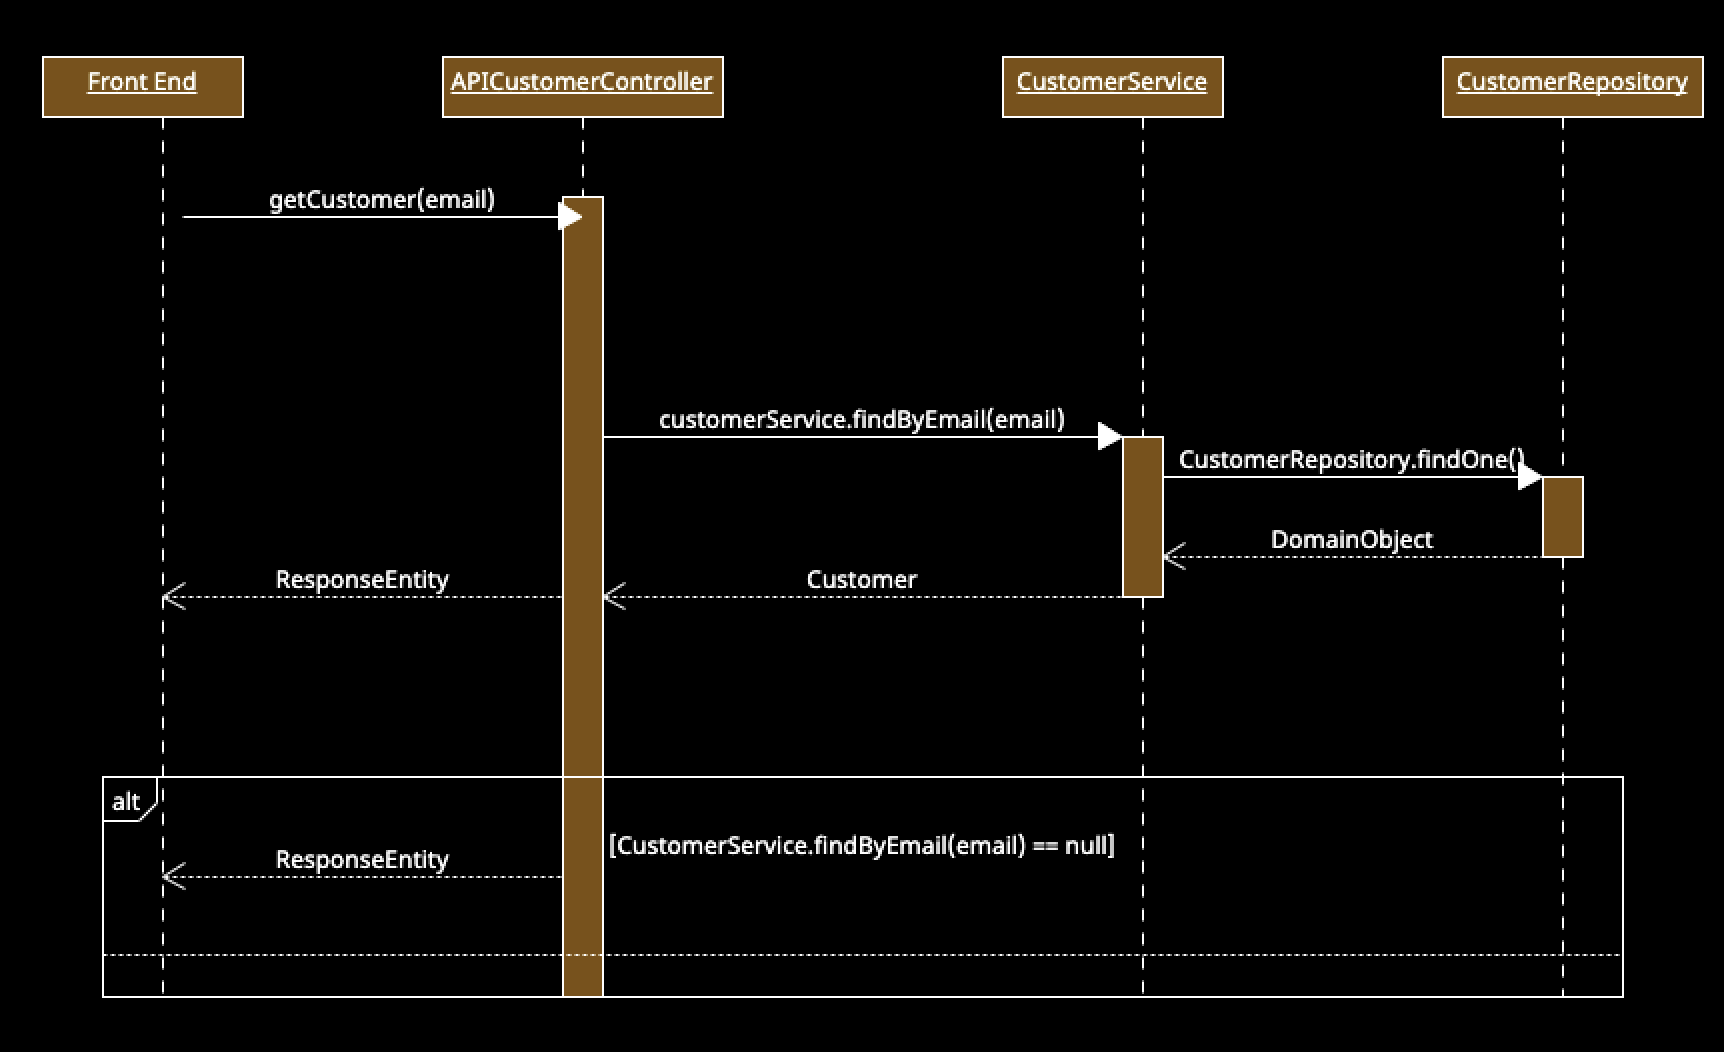 Front End
APICustomerController
CustomerService
CustomerRepository
getCustomer(email)
customerService.findByEmail(email)
CustomerRepository.findOne()
DomainObject
ResponseEntity
Customer
alt
[CustomerService.findByEmail(email) == null]
ResponseEntity